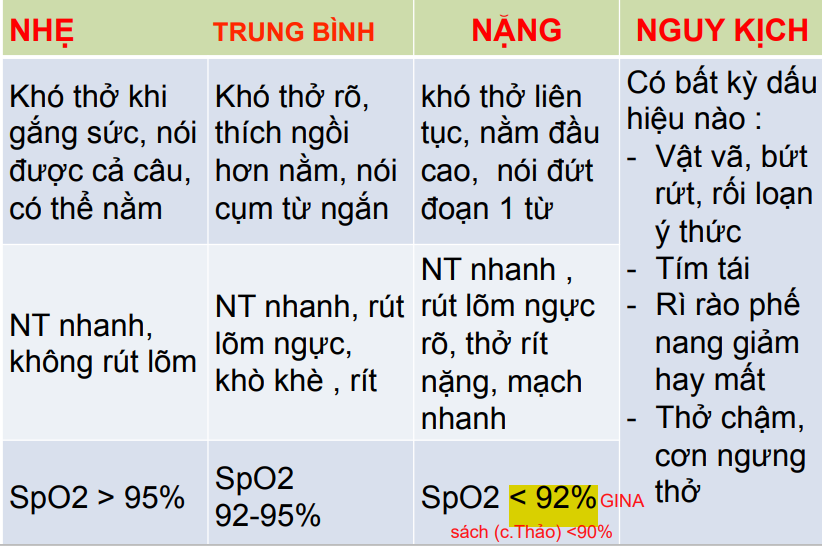 NHẸ
TRUNG BÌNH
NẶNG
NGUY KỊCH
Khó thở khi
gắng sức, nói
được cả câu,
có thể nằm
Khó thở rõ,
thích ngồi
hơn nằm, nói
cụm từ ngắn
khó thở liên
tục, nằm đầu
cao, nói đứt
đoạn 1 từ
Có bất kỳ dấu
hiệu nào :
- Vật vã, bứt
rứt, rối loạn
ý thức
- Tím tái
- Rì rào phế
nang giảm
hay mất
- Thở chậm,
cơn ngưng
thở
NT nhanh,
không rút lõm
NT nhanh, rút
lõm ngực,
khò khè , rít
NT nhanh ,
rút lõm ngực
rõ, thở rít
nặng, mạch
nhanh
SpO2 > 95%
SpO2
92-95%
SpO2 < 92% GINA
sách (c.Thảo) <90%